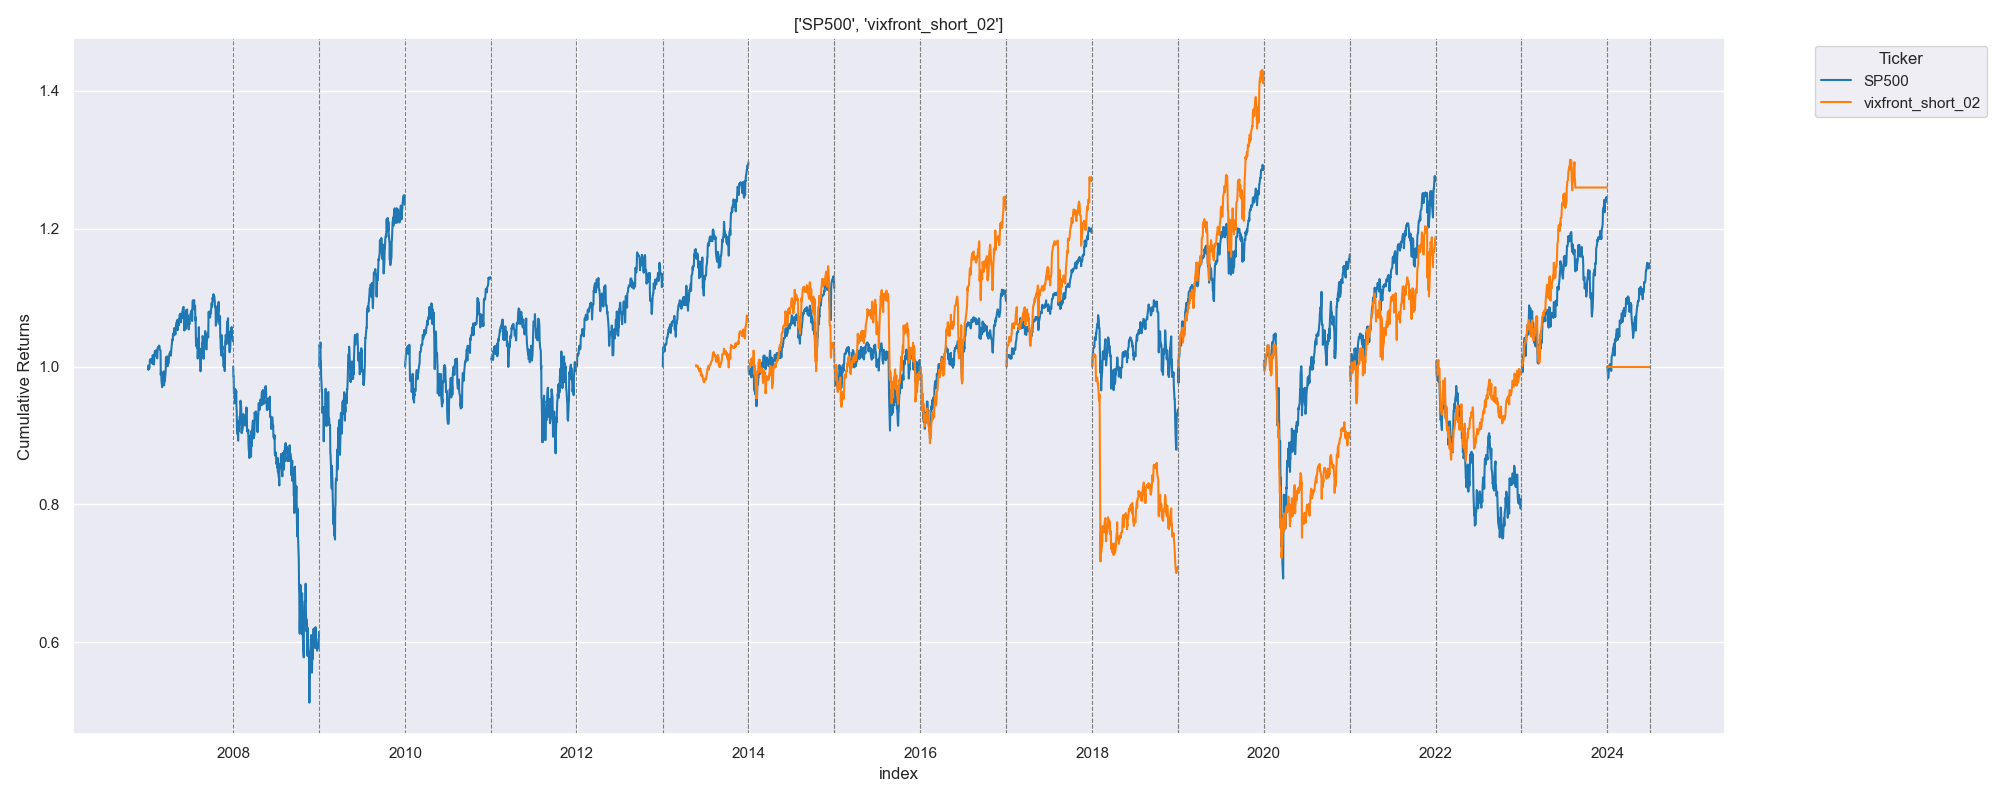 ['SP500', 'vixfront_short_02']
Ticker
SP500
vixfront_short_02
Cumulative Returns
1.4
1.2
1.0
0.8
0.6
2008
2010
2012
2014
2016
2018
2020
2022
2024
index